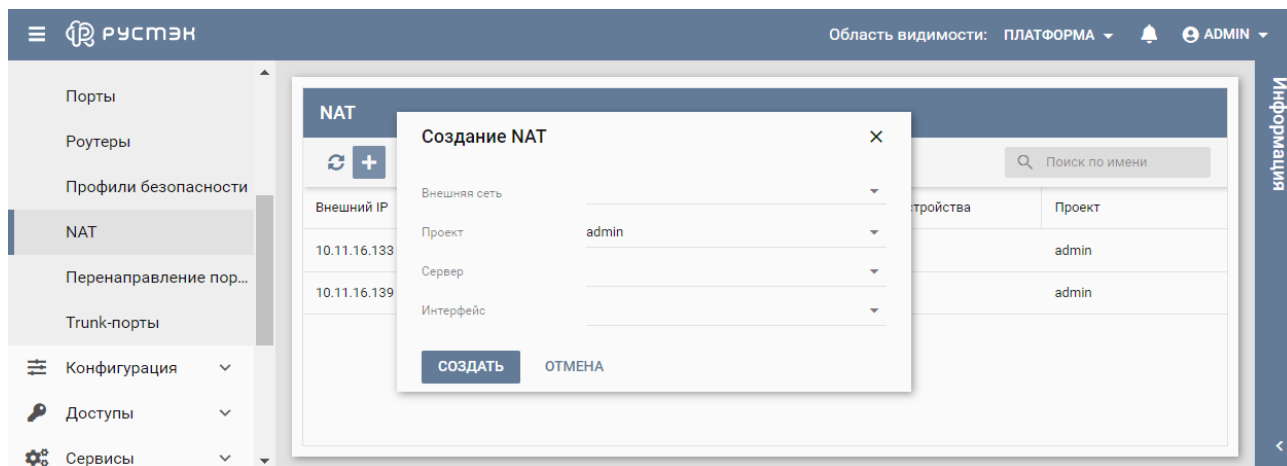 РУСТЭК
Область видимости: ПЛАТФОРМА
ADMIN
Порты
Роутеры
Профили безопасности
NAT
Перенаправление пор...
Trunk-порты
Конфигурация
Доступы
Сервисы
NAT
Поиск по имени
Внешний IP
стройства
Проект
10.11.16.133
admin
10.11.16.139
admin
Создание NAT
Внешняя сеть
Проект admin
Сервер
Интерфейс
СОЗДАТЬ ОТМЕНА
Информация